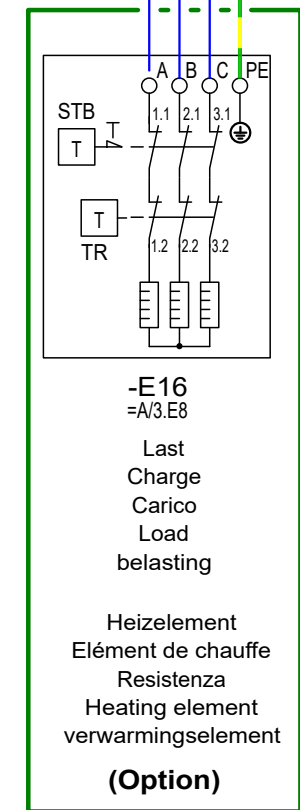 A B C PE
STB 1.1 2.1 3.1
T
T
TR 1.2 2.2 3.2
-E16
=A/3.E8
Last
Charge
Carico
Load
belasting
Heizelement
Elément de chauffe
Resistenza
Heating element
verwarmingselement
(Option)